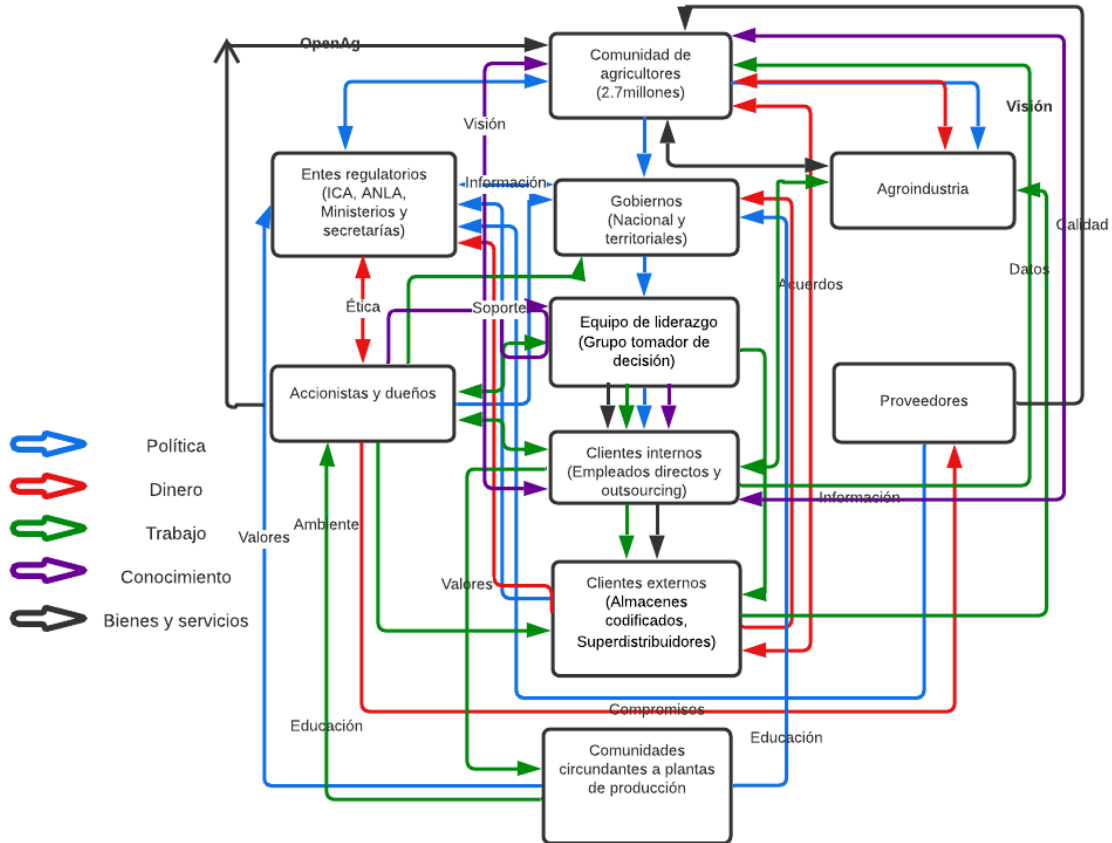 OpenAg
Comunidad de
agricultores
(2.7millones)
Visión
Visión
Entes regulatorios
(ICA, ANLA,
Ministerios y
secretarías)
Información
Gobiernos
(Nacional y
territoriales)
Agroindustria
Calidad
Datos
Acuerdos
Ética
Soporte
Equipo de liderazgo
(Grupo tomador de
decisión)
Accionistas y dueños
Proveedores
Clientes internos
(Empleados directos y
outsourcing)
Información
Política
Dinero
Trabajo
Conocimiento
Bienes y servicios
Ambiente
Valores
Valores
Clientes externos
(Almacenes
codificados,
Superdistribuidores)
Compromisos
Educación
Educación
Comunidades
circundantes a plantas
de producción